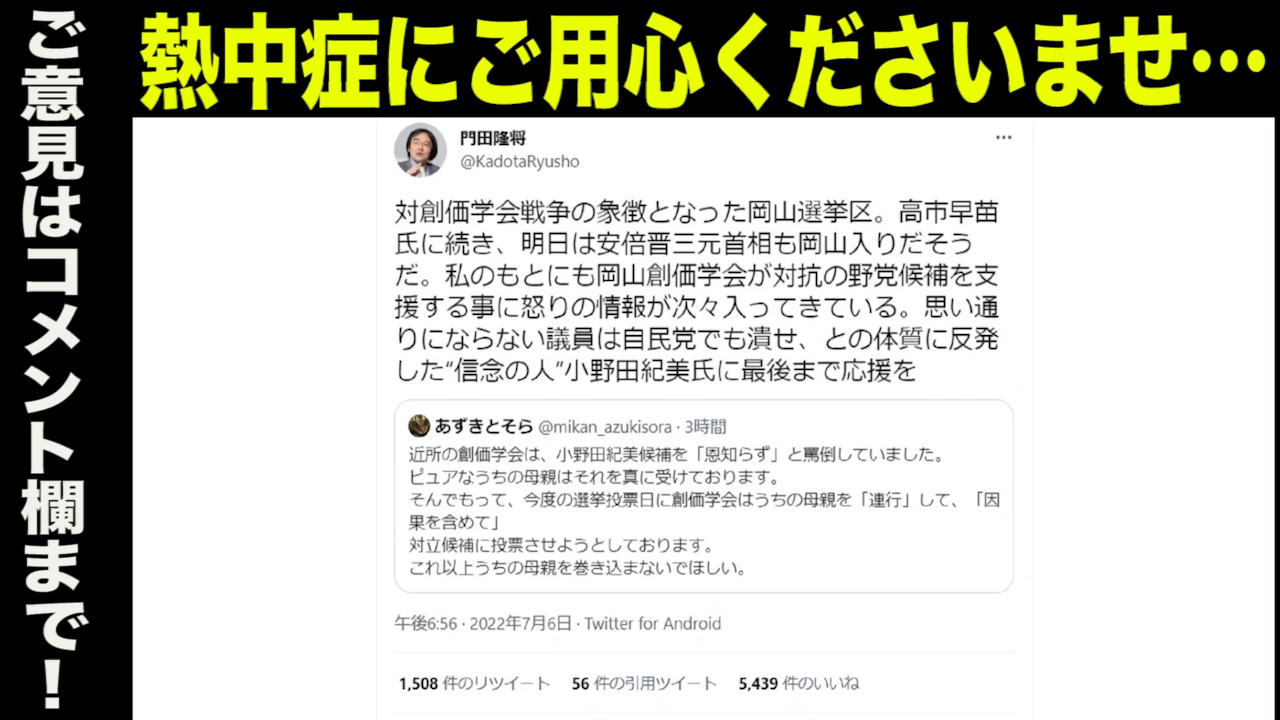 熱中症にご用心くださいませ…
ご意見はコメント欄まで！
門田隆将
@KadotaRyusho
対創価学会戦争の象徴となった岡山選挙区。高市早苗
氏に続き、明日は安倍晋三元首相も岡山入りだそう
だ。私のもとにも岡山創価学会が対抗の野党候補を支
援する事に怒りの情報が次々入ってきている。思い通
りにならない議員は自民党でも潰せ、との体質に反発
した“信念の人”小野田紀美氏に最後まで応援を
あずきとそら @mikan_azukisora · 3時間
近所の創価学会は、小野田紀美候補を「恩知らず」と罵倒していました。
ピュアなうちの母親はそれを真に受けております。
そんでもって、今度の選挙投票日に創価学会はうちの母親を「連行」して、「因
果を含めて」
対立候補に投票させようとしております。
これ以上うちの母親を巻き込まないでほしい。
午後6:56 · 2022年7月6日 · Twitter for Android
1,508 件のリツイート 56 件の引用ツイート 5,439 件のいいね